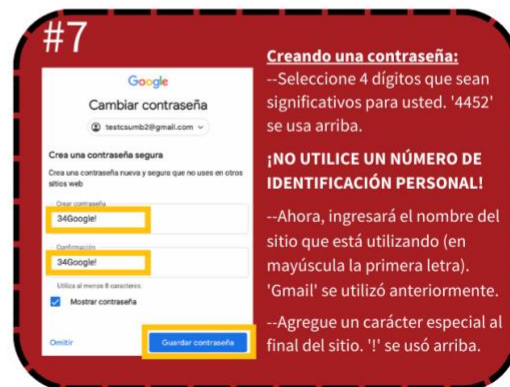 #7
Google
Cambiar contraseña
testcsumb2@gmail.com
Crea una contraseña segura
Crea una contraseña nueva y segura que no uses en otros
sitios web
Crear contraseña
34Google!
Confirmación
34Google!
Utiliza al menos 8 caracteres.
Mostrar contraseña
Omitir
Guardar contraseña
Creando una contraseña:
--Seleccione 4 dígitos que sean
significativos para usted. '4452'
se usa arriba.
¡NO UTILICE UN NÚMERO DE
IDENTIFICACIÓN PERSONAL!
--Ahora, ingresará el nombre del
sitio que está utilizando (en
mayúscula la primera letra).
'Gmail' se utilizó anteriormente.
--Agregue un carácter especial al
final del sitio. '!' se usó arriba.